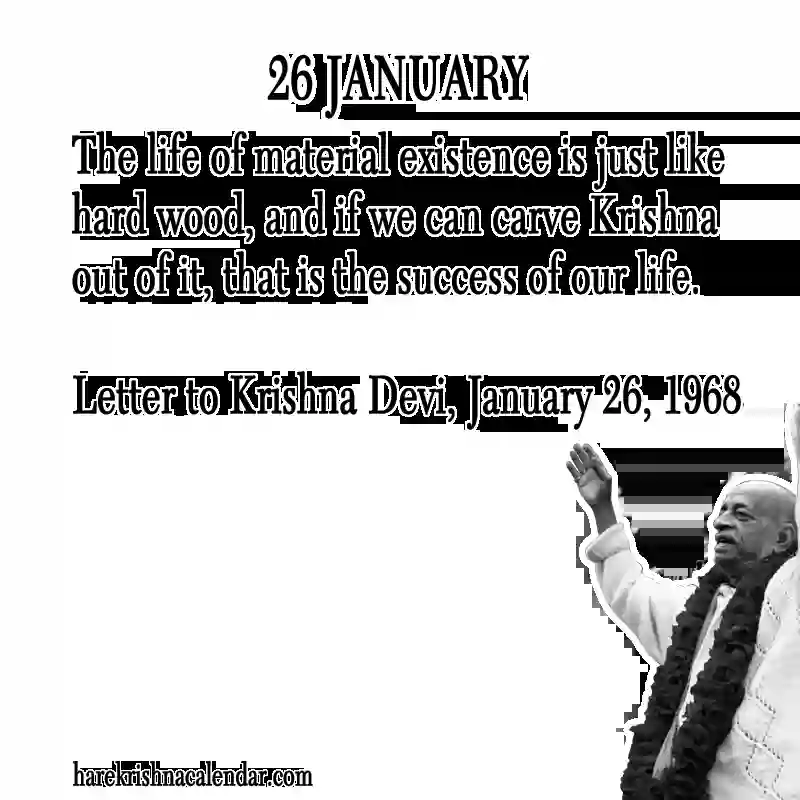 26 JANUARY
The life of material existence is just like
hard wood, and if we can carve Krishna
out of it, that is the success of our life.
Letter to Krishna Devi, January 26, 1968
harekrishnacalendar.com